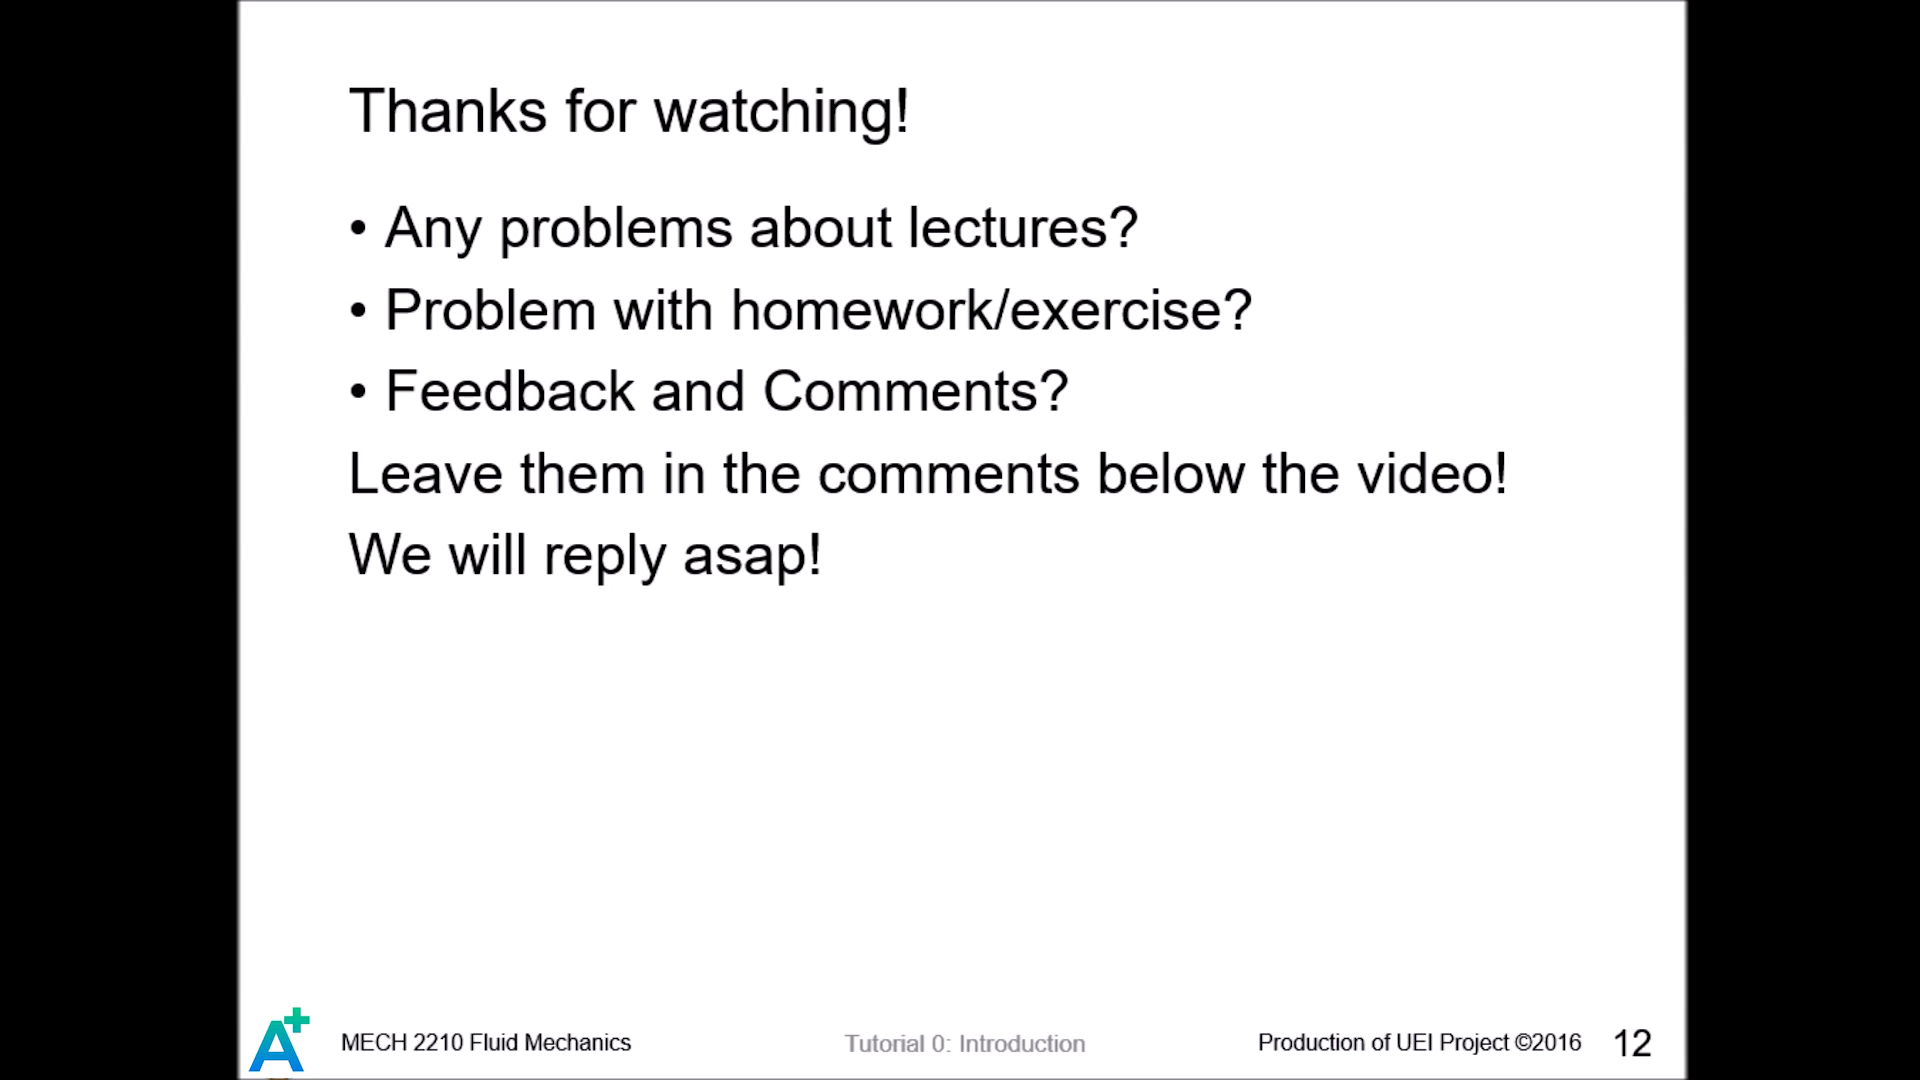 Thanks for watching!
• Any problems about lectures?
• Problem with homework/exercise?
• Feedback and Comments?
Leave them in the comments below the video!
We will reply asap!
A+
MECH 2210 Fluid Mechanics
Tutorial 0: Introduction
Production of UEI Project ©2016
12